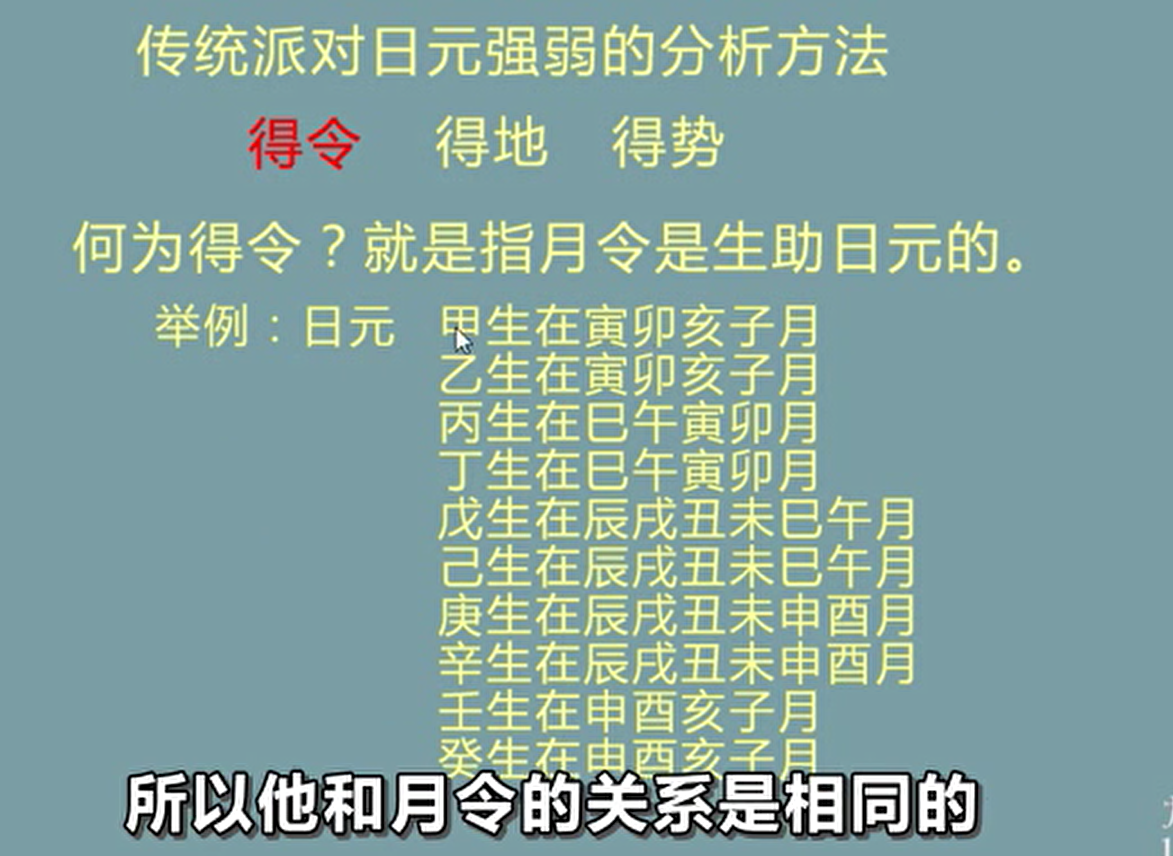 传统派对日元强弱的分析方法
得令 得地 得势
何为得令？就是指月令是生助日元的。
举例：日元 甲生在寅卯亥子月
乙生在寅卯亥子月
丙生在巳午寅卯月
丁生在巳午寅卯月
戊生在辰戌丑未巳午月
己生在辰戌丑未巳午月
庚生在辰戌丑未申酉月
辛生在辰戌丑未申酉月
壬生在申酉亥子月
癸生在申酉亥子月
所以他和月令的关系是相同的